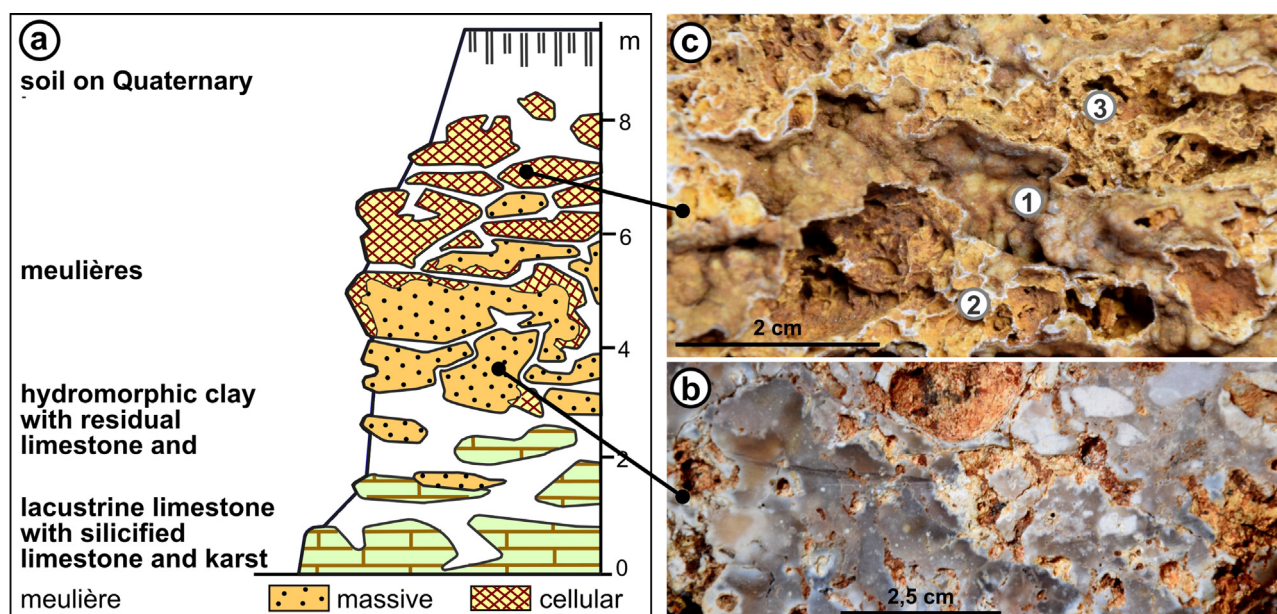 a
m
soil on Quaternary
-
8
6
meulières
4
hydromorphic clay
with residual
limestone and
2
lacustrine limestone
with silicified
limestone and karst
0
meulière massive cellular
c
3
1
2
2 cm
b
2,5 cm